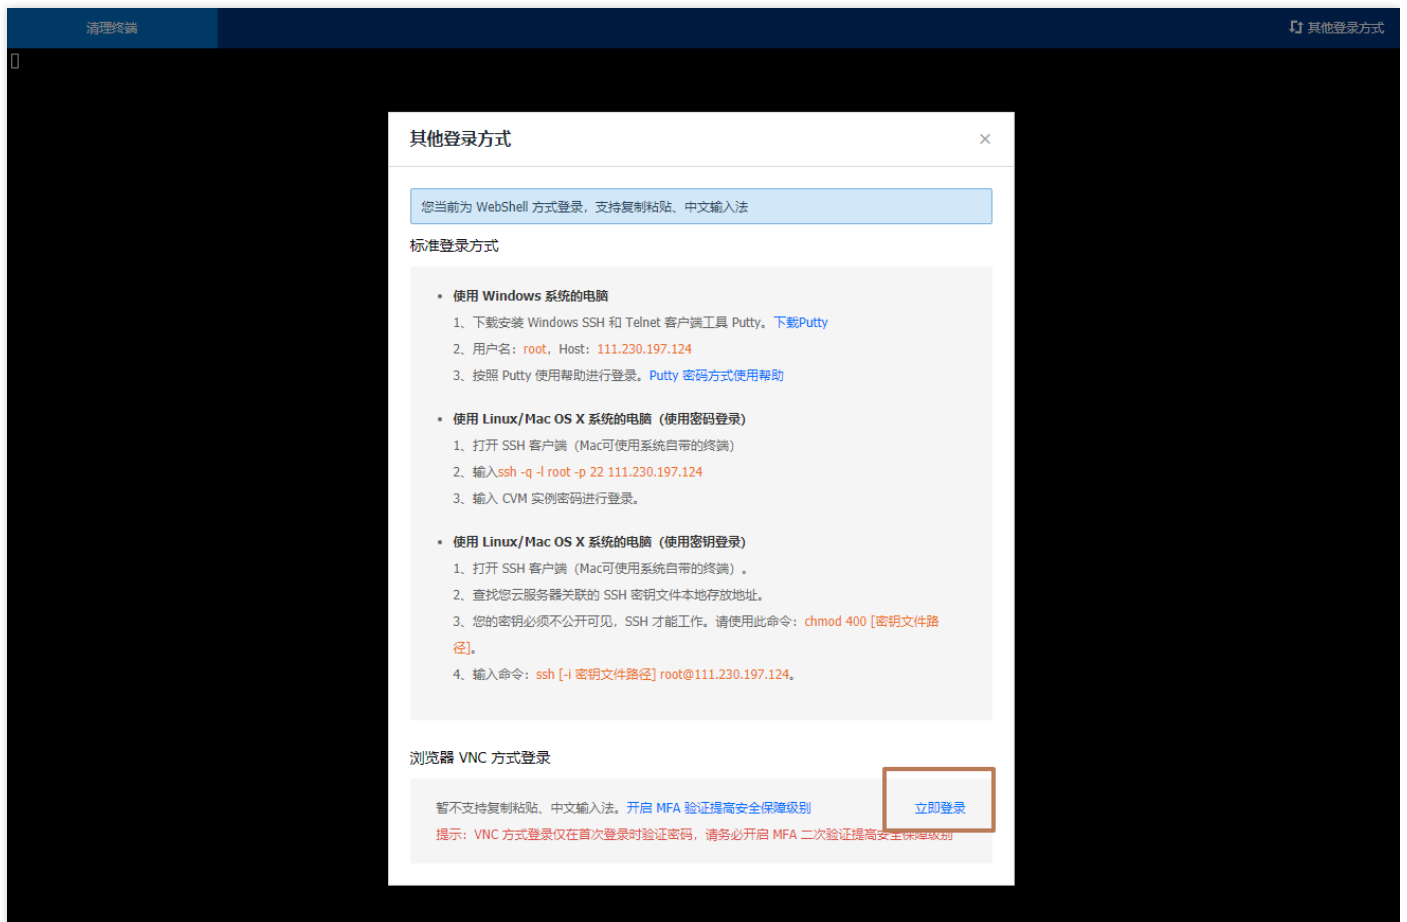 清理终端
其他登录方式
其他登录方式
×
您当前为 WebShell 方式登录，支持复制粘贴、中文输入法
标准登录方式
• 使用 Windows 系统的电脑
1、下载安装 Windows SSH 和 Telnet 客户端工具 Putty。下载Putty
2、用户名：root，Host：111.230.197.124
3、按照 Putty 使用帮助进行登录。Putty 密码方式使用帮助
• 使用 Linux/Mac OS X 系统的电脑（使用密码登录）
1、打开 SSH 客户端（Mac可使用系统自带的终端）
2、输入ssh -q -l root -p 22 111.230.197.124
3、输入 CVM 实例密码进行登录。
• 使用 Linux/Mac OS X 系统的电脑（使用密钥登录）
1、打开 SSH 客户端（Mac可使用系统自带的终端）。
2、查找您云服务器关联的 SSH 密钥文件本地存放地址。
3、您的密钥必须不公开可见，SSH 才能工作。请使用此命令：chmod 400 [密钥文件路
径]。
4、输入命令：ssh [-i 密钥文件路径] root@111.230.197.124。
浏览器 VNC 方式登录
暂不支持复制粘贴、中文输入法。开启 MFA 验证提高安全保障级别
立即登录
提示：VNC 方式登录仅在首次登录时验证密码，请务必开启 MFA 二次验证提高安全保障级别